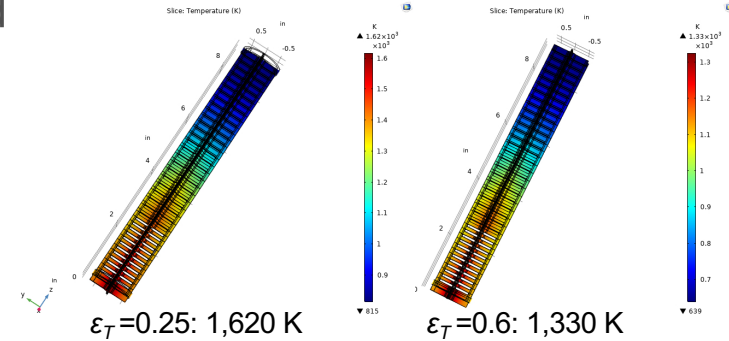 Slice: Temperature (K)
in
0.5
-0.5
8
6
in
4
2
0
in
y
z
x
K
▲ 1.62×10³
×10³
1.6
1.5
1.4
1.3
1.2
1.1
1
0.9
▼ 815
ε_T=0.25: 1,620 K
Slice: Temperature (K)
in
0.5
-0.5
8
6
in
4
2
K
▲ 1.33×10³
×10³
1.3
1.2
1.1
1
0.9
0.8
0.7
▼ 639
ε_T=0.6: 1,330 K